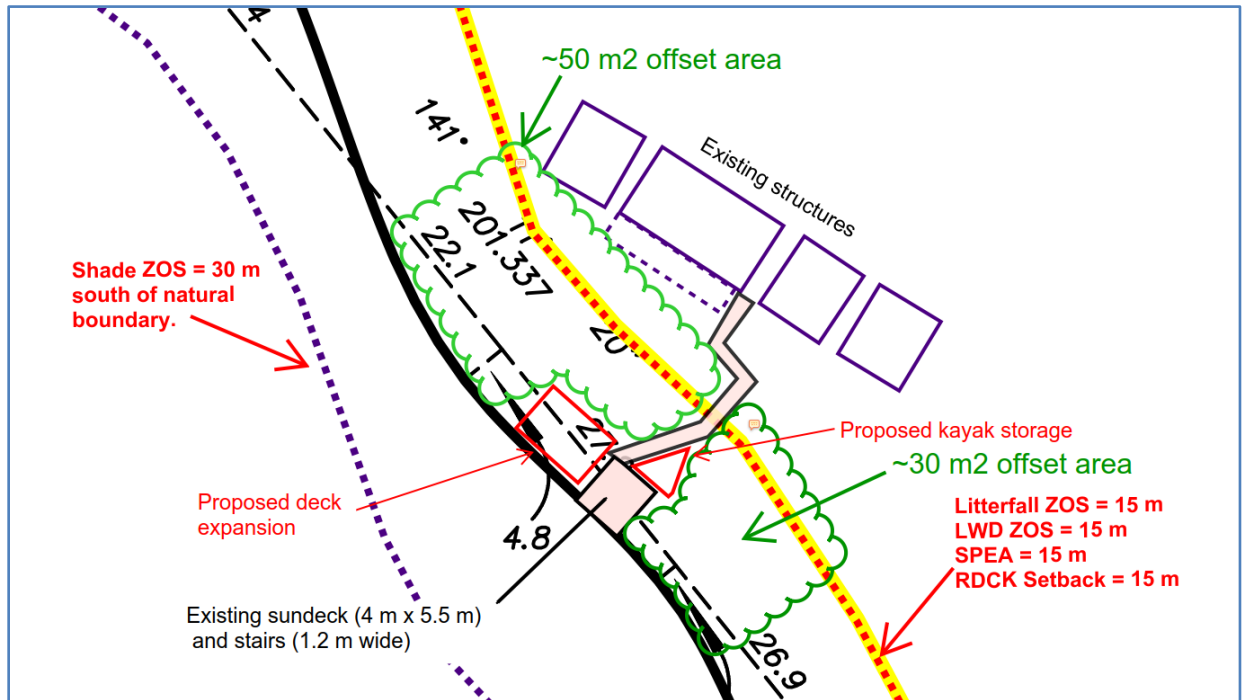 ~50 m2 offset area
141°
Existing structures
201.337
22.1
Shade ZOS = 30 m
south of natural
boundary.
Proposed kayak storage
~30 m2 offset area
Proposed deck
expansion
4.8
Litterfall ZOS = 15 m
LWD ZOS = 15 m
SPEA = 15 m
RDCK Setback = 15 m
Existing sundeck (4 m x 5.5 m)
and stairs (1.2 m wide)
26.9